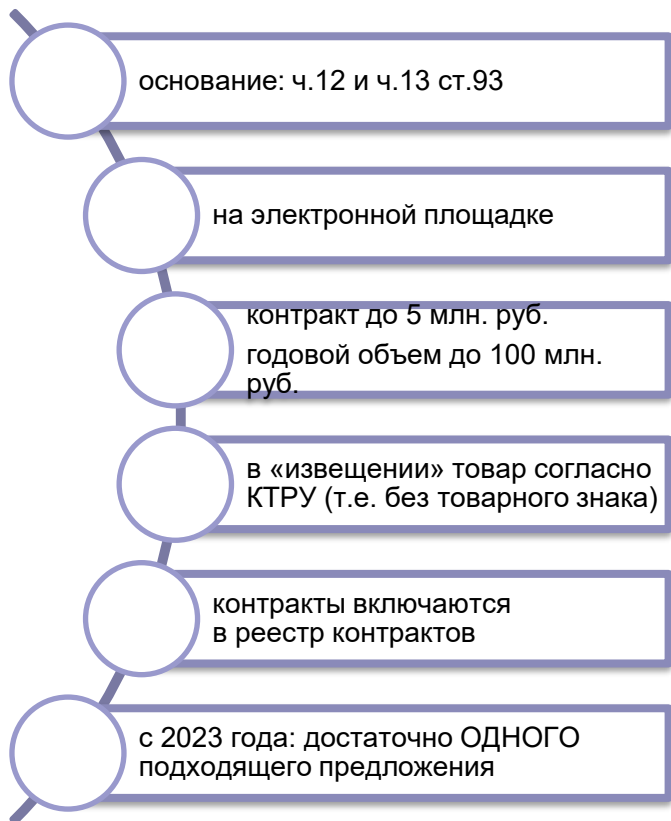 основание: ч.12 и ч.13 ст.93
на электронной площадке
контракт до 5 млн. руб.
годовой объем до 100 млн.
руб.
в «извещении» товар согласно
КТРУ (т.е. без товарного знака)
контракты включаются
в реестр контрактов
с 2023 года: достаточно ОДНОГО
подходящего предложения